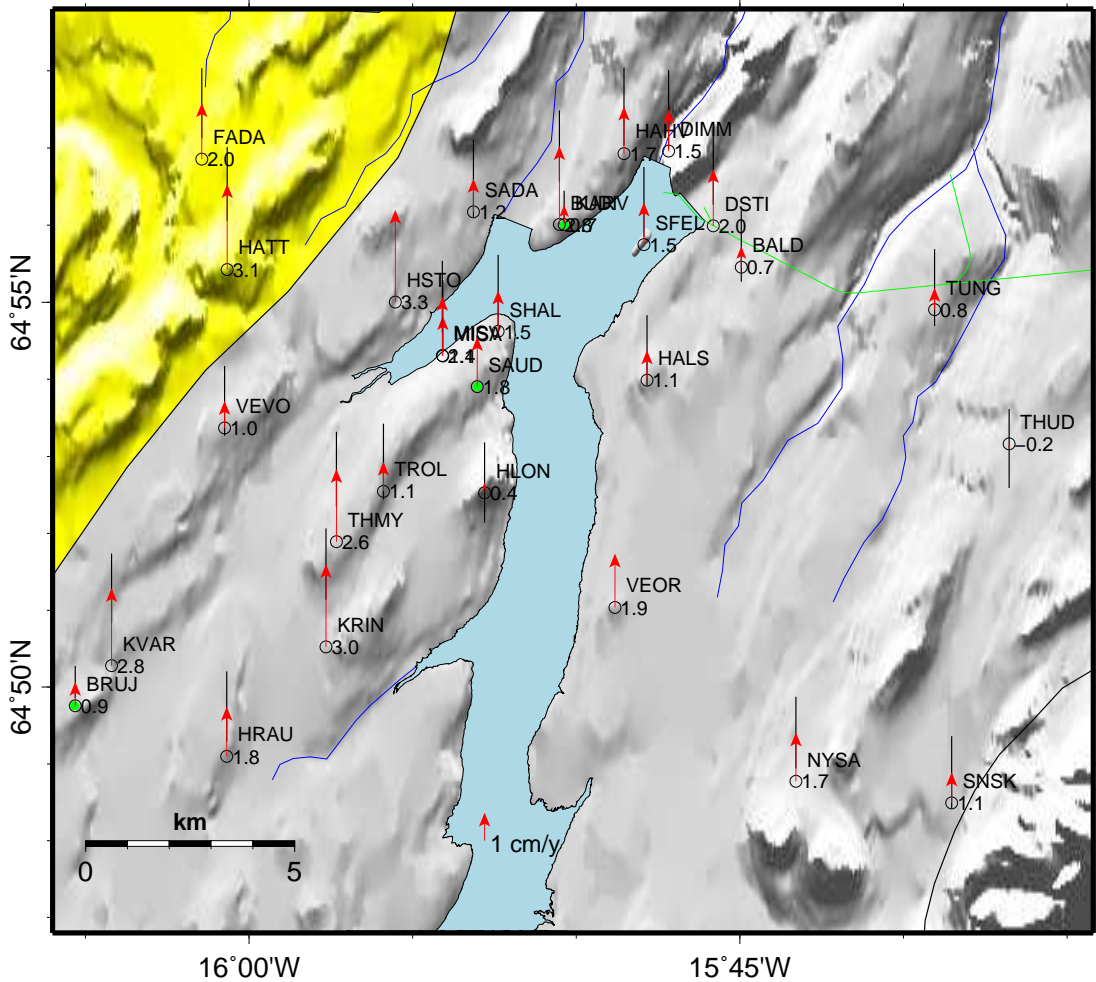 HAHV
DIMM
FADA
1.7
1.5
2.0
SADA
1.2
DSTI
2.0
SFEL
1.5
BALD
0.7
HATT
3.1
HSTO
3.3
TUNG
0.8
64°55'N
SHAL
1.5
SAUD
1.8
HALS
1.1
VEVO
1.0
THUD
−0.2
TROL
1.1
HLON
0.4
THMY
2.6
VEOR
1.9
KRIN
3.0
KVAR
2.8
64°50'N
BRUJ
0.9
HRAU
1.8
NYSA
1.7
SNSK
1.1
km
0 5
1 cm/y
16°00'W 15°45'W